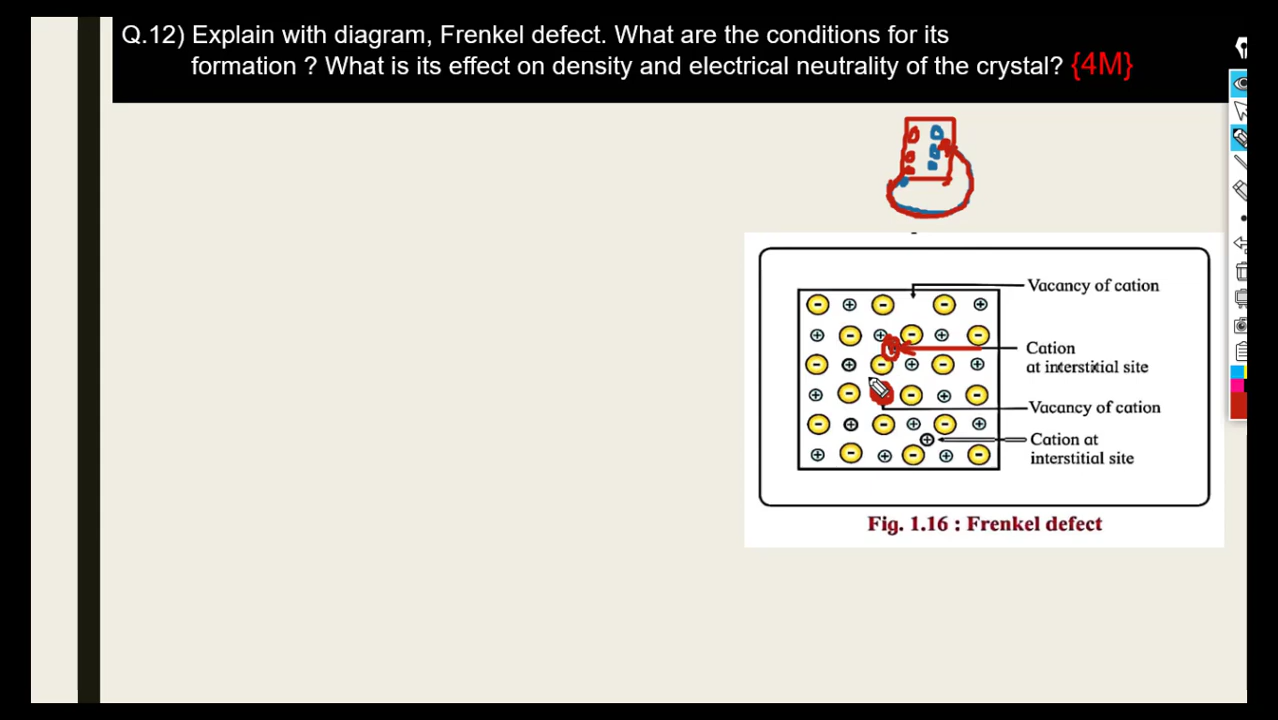 Q.12) Explain with diagram, Frenkel defect. What are the conditions for its
formation ? What is its effect on density and electrical neutrality of the crystal? {4M}
Vacancy of cation
Cation
at interstitial site
Vacancy of cation
Cation at
interstitial site
Fig. 1.16 : Frenkel defect